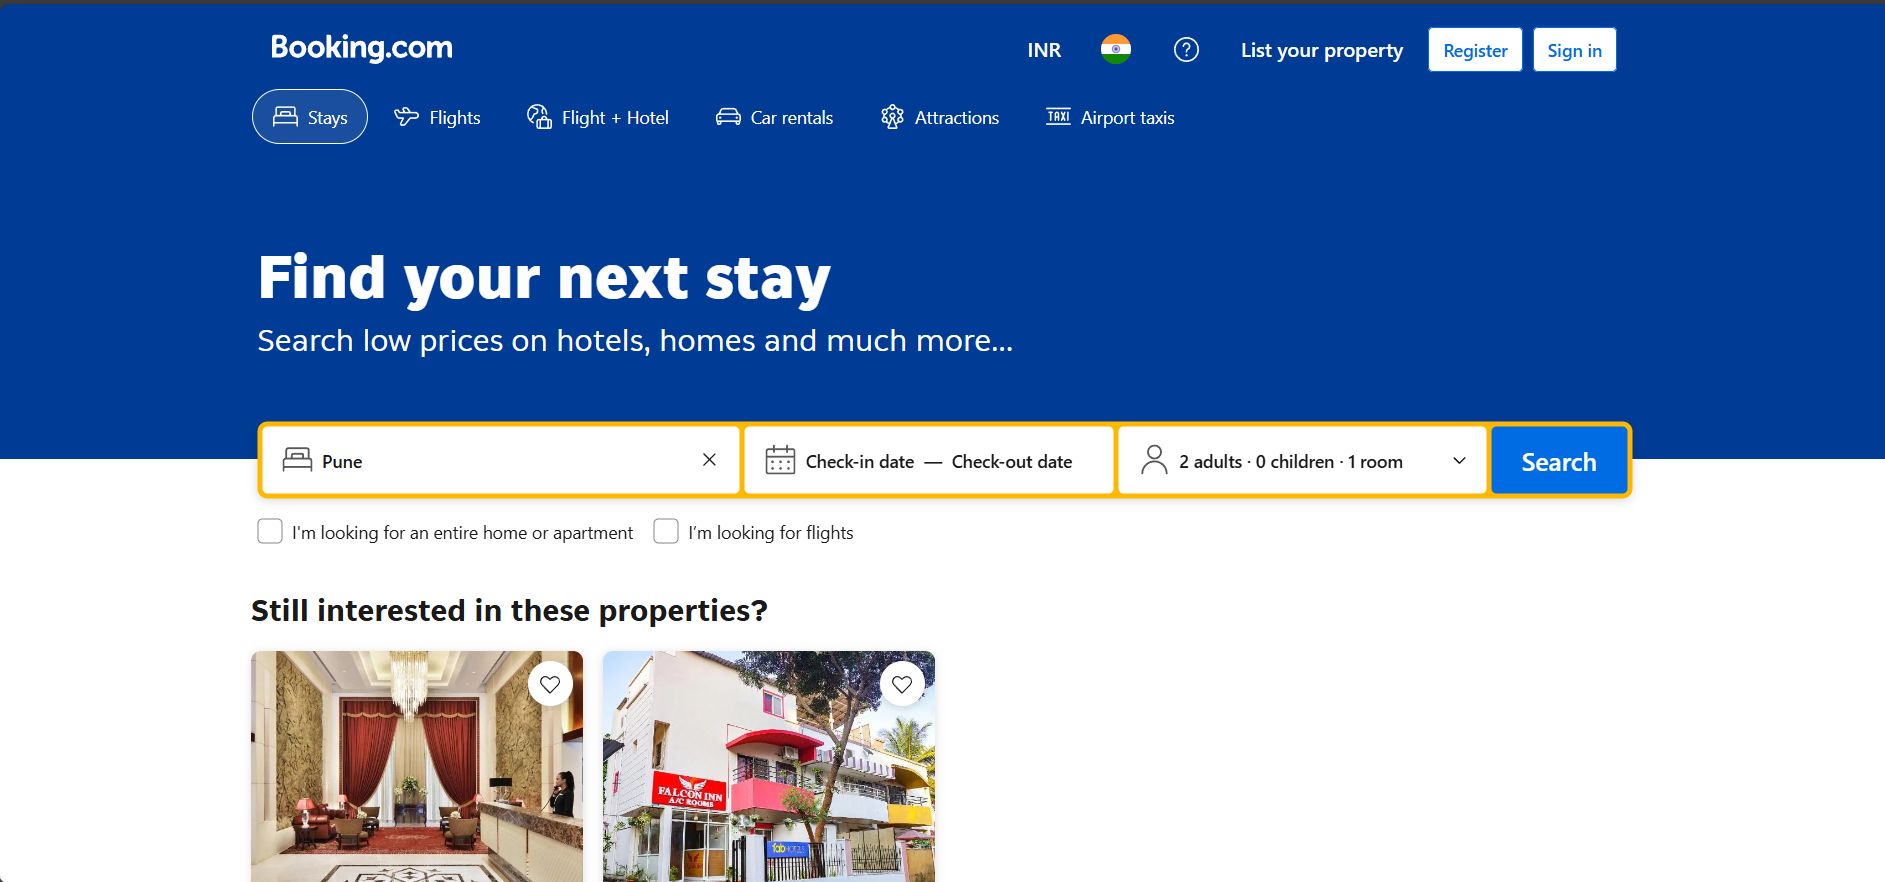 Booking.com
INR
List your property
Register
Sign in
Stays
Flights
Flight + Hotel
Car rentals
Attractions
TAXI
Airport taxis
Find your next stay
Search low prices on hotels, homes and much more...
Pune
Check-in date — Check-out date
2 adults · 0 children · 1 room
Search
I'm looking for an entire home or apartment
I’m looking for flights
Still interested in these properties?
FALCON INN
A/C ROOMS
fabHOTELS